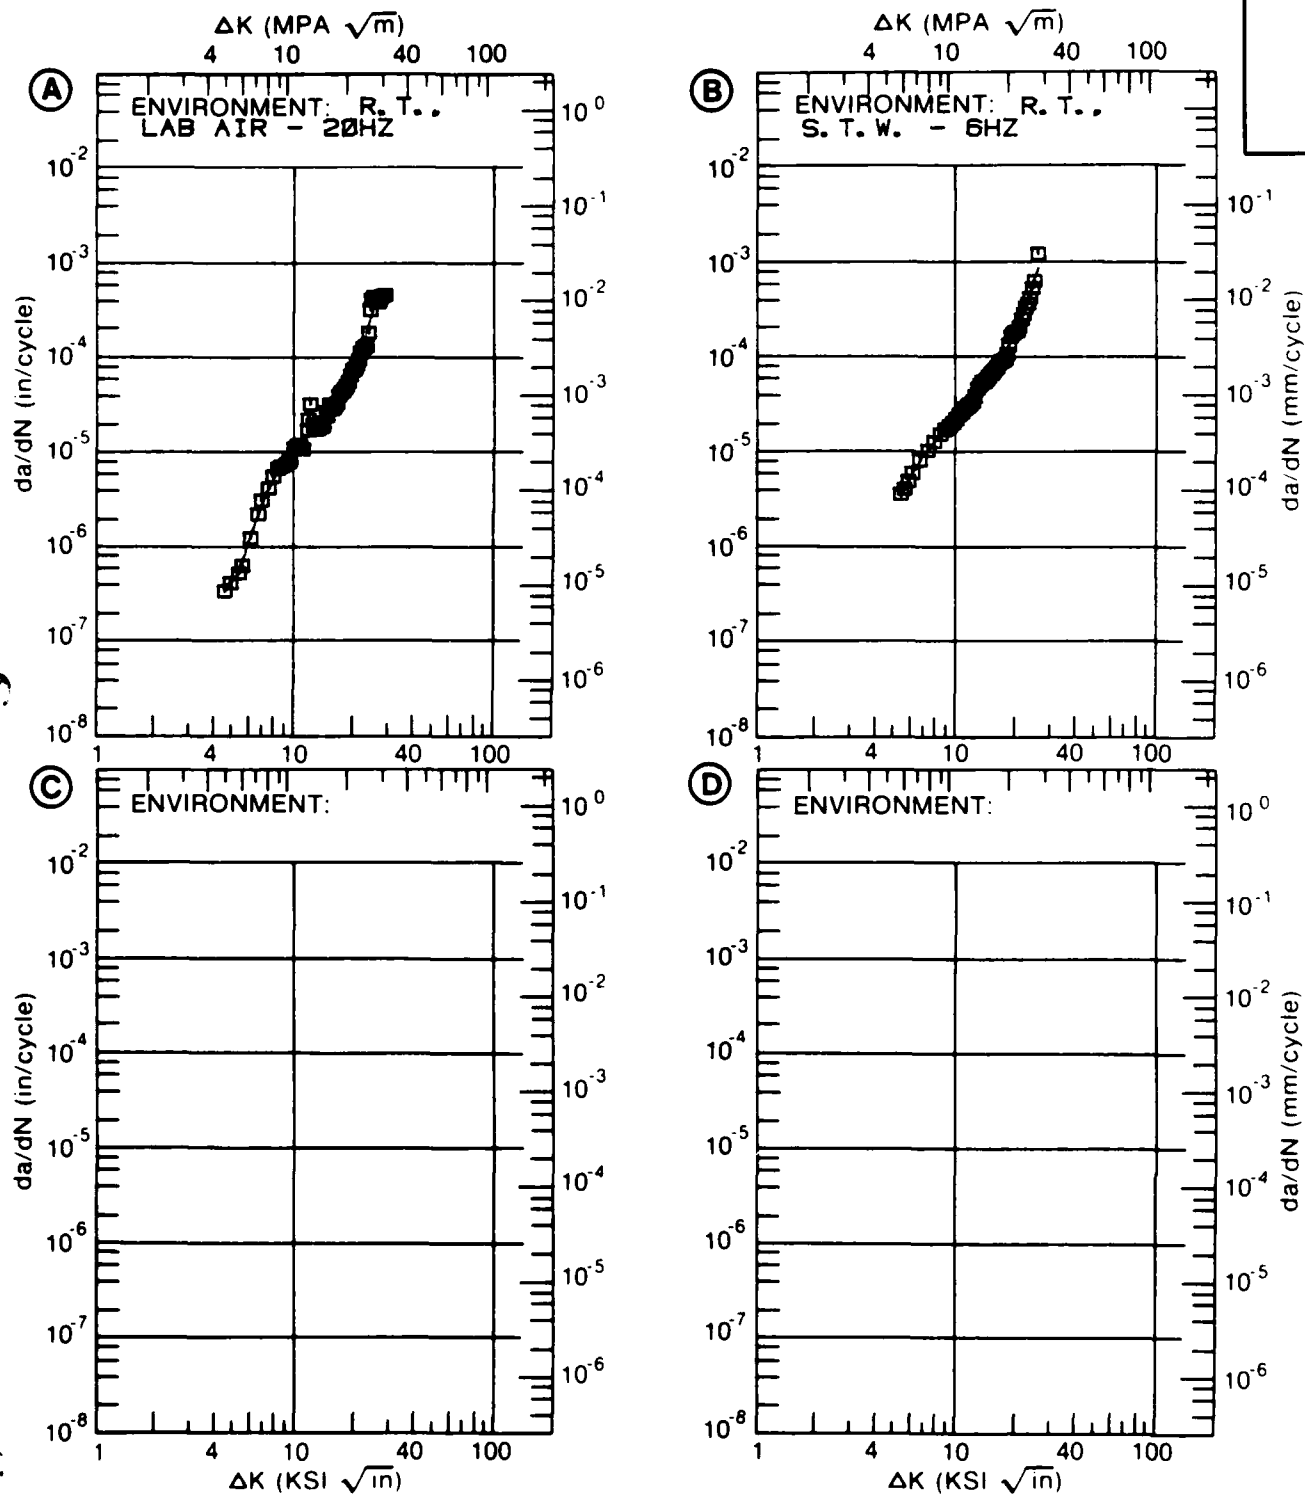 ΔK (MPA √m)
4 10 40 100
A
ENVIRONMENT: R.T.,
LAB AIR - 20HZ
10^0
10^-1
10^-2
10^-3
10^-4
10^-5
10^-6
10^-2
10^-3
10^-4
10^-5
10^-6
10^-7
10^-8
da/dN (in/cycle)
1 4 10 40 100
ΔK (MPA √m)
4 10 40 100
B
ENVIRONMENT: R.T.,
S.T.W. - 6HZ
10^-2
10^-3
10^-4
10^-5
10^-6
10^-7
10^-8
10^-1
10^-2
10^-3
10^-4
10^-5
10^-6
da/dN (mm/cycle)
1 4 10 40 100
C
ENVIRONMENT:
10^0
10^-1
10^-2
10^-3
10^-4
10^-5
10^-6
10^-2
10^-3
10^-4
10^-5
10^-6
10^-7
10^-8
da/dN (in/cycle)
1 4 10 40 100
ΔK (KSI √in)
D
ENVIRONMENT:
10^-2
10^-3
10^-4
10^-5
10^-6
10^-7
10^-8
10^0
10^-1
10^-2
10^-3
10^-4
10^-5
10^-6
da/dN (mm/cycle)
1 4 10 40 100
ΔK (KSI √in)